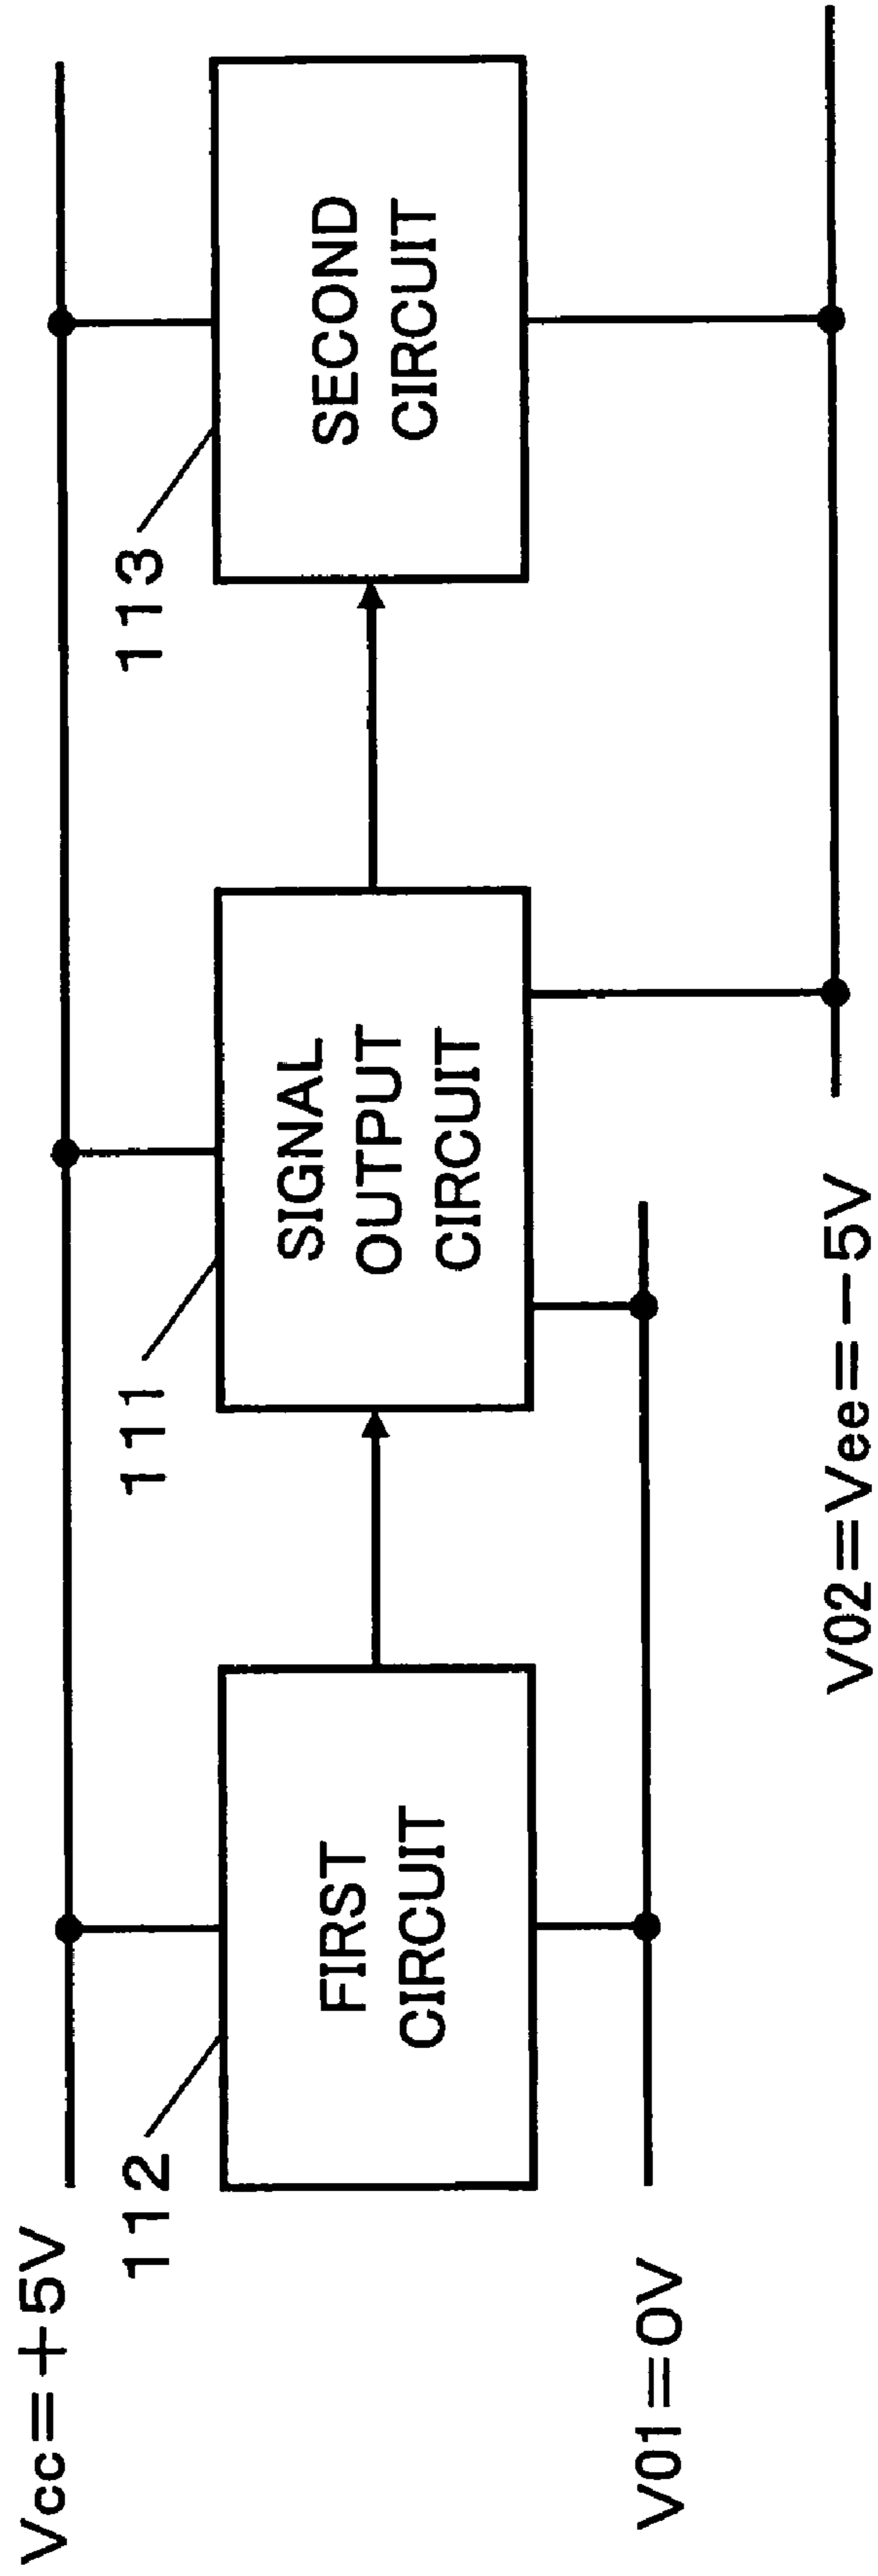 Vcc=+5V
112
FIRST
CIRCUIT
111
SIGNAL
OUTPUT
CIRCUIT
113
SECOND
CIRCUIT
V01=0V
V02=Vee=−5V